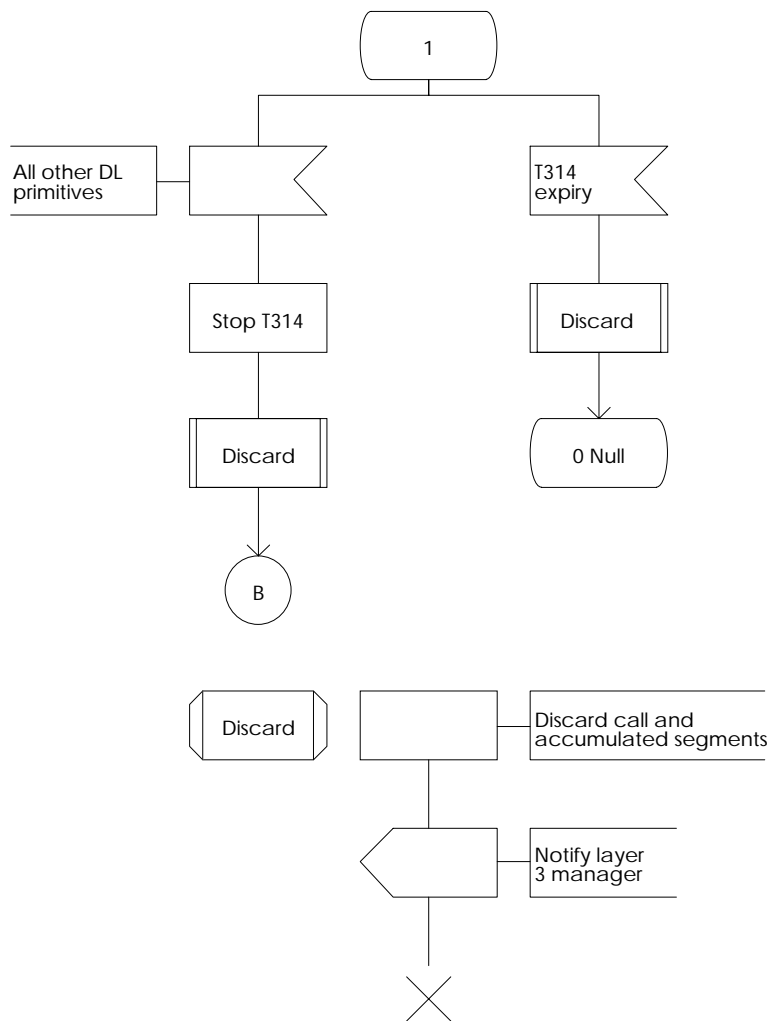 1
All other DL
primitives
T314
expiry
Stop T314
Discard
Discard
0 Null
B
Discard
Discard call and
accumulated segments
Notify layer
3 manager